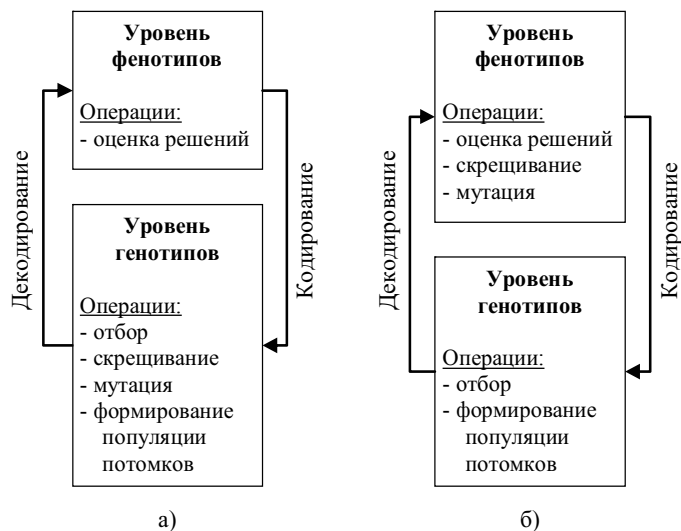 Уровень
фенотипов
Операции:
- оценка решений
Уровень
генотипов
Операции:
- отбор
- скрещивание
- мутация
- формирование
популяции
потомков
Декодирование
Кодирование
а)
Уровень
фенотипов
Операции:
- оценка решений
- скрещивание
- мутация
Уровень
генотипов
Операции:
- отбор
- формирование
популяции
потомков
Декодирование
Кодирование
б)